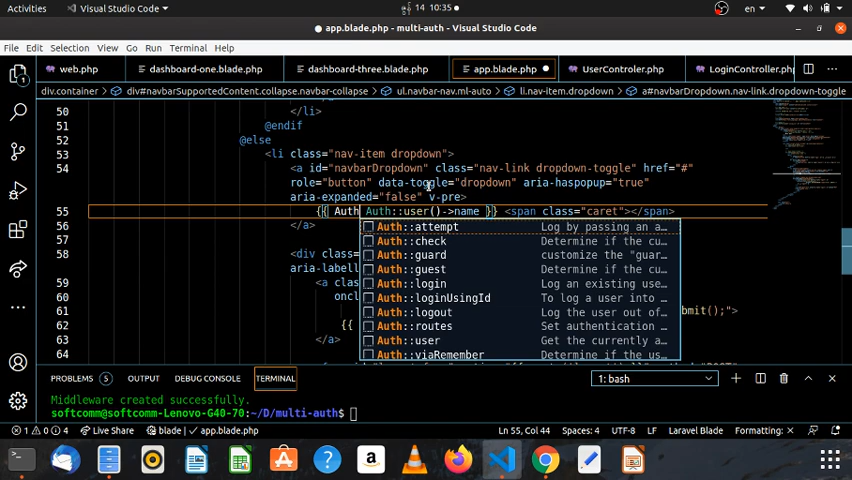 Activities Visual Studio Code 14 10:35 en
app.blade.php - multi-auth - Visual Studio Code
File Edit Selection View Go Run Terminal Help
web.php dashboard-one.blade.php dashboard-three.blade.php app.blade.php UserControler.php LoginController.php
div.container div#navbarSupportedContent.collapse.navbar-collapse ul.navbar-nav.ml-auto li.nav-item.dropdown a#navbarDropdown.nav-link.dropdown-toggle
50 </li>
51 @endif
52 @else
53 <li class="nav-item dropdown">
54 <a id="navbarDropdown" class="nav-link dropdown-toggle" href="#"
role="button" data-toggle="dropdown" aria-haspopup="true"
aria-expanded="false" v-pre>
55 {{ Auth Auth::user()->name }} <span class="caret"></span>
56 </a>
57
58 <div class=
aria-labell
59 <a class=
60 oncl bmit();">
61
62 {{
63 </a>
64
Auth::attempt Log by passing an a…
Auth::check Determine if the cu…
Auth::guard customize the "guar…
Auth::guest Determine if the cu…
Auth::login Log an existing use…
Auth::loginUsingId To log a user into …
Auth::logout Log the user out of…
Auth::routes Set authentication …
Auth::user Get the currently a…
Auth::viaRemember Determine if the us…
PROBLEMS 5 OUTPUT DEBUG CONSOLE TERMINAL 1: bash
Middleware created successfully.
softcomm@softcomm-Lenovo-G40-70:~/D/multi-auth$
1 0 4 Live Share blade app.blade.php Ln 55, Col 44 Spaces: 4 UTF-8 LF Laravel Blade Formatting: ×